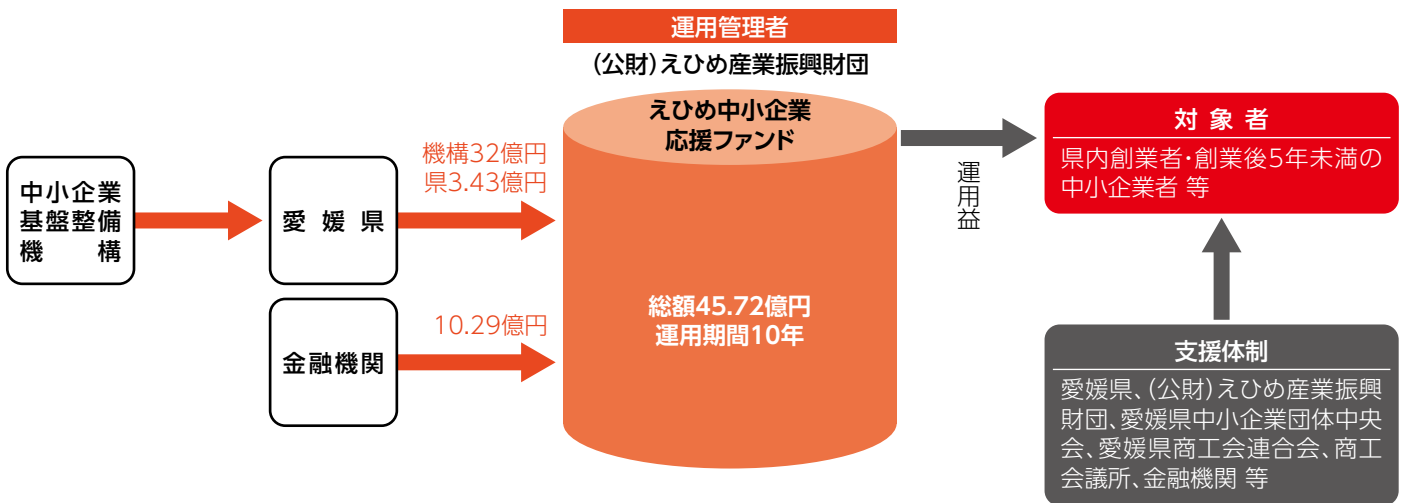 運用管理者
(公財)えひめ産業振興財団
えひめ中小企業
応援ファンド
中小企業
基盤整備
機構
愛媛県
機構32億円
県3.43億円
金融機関
10.29億円
総額45.72億円
運用期間10年
運用益
対象者
県内創業者・創業後5年未満の
中小企業者 等
支援体制
愛媛県、(公財)えひめ産業振興
財団、愛媛県中小企業団体中央
会、愛媛県商工会連合会、商工
会議所、金融機関 等